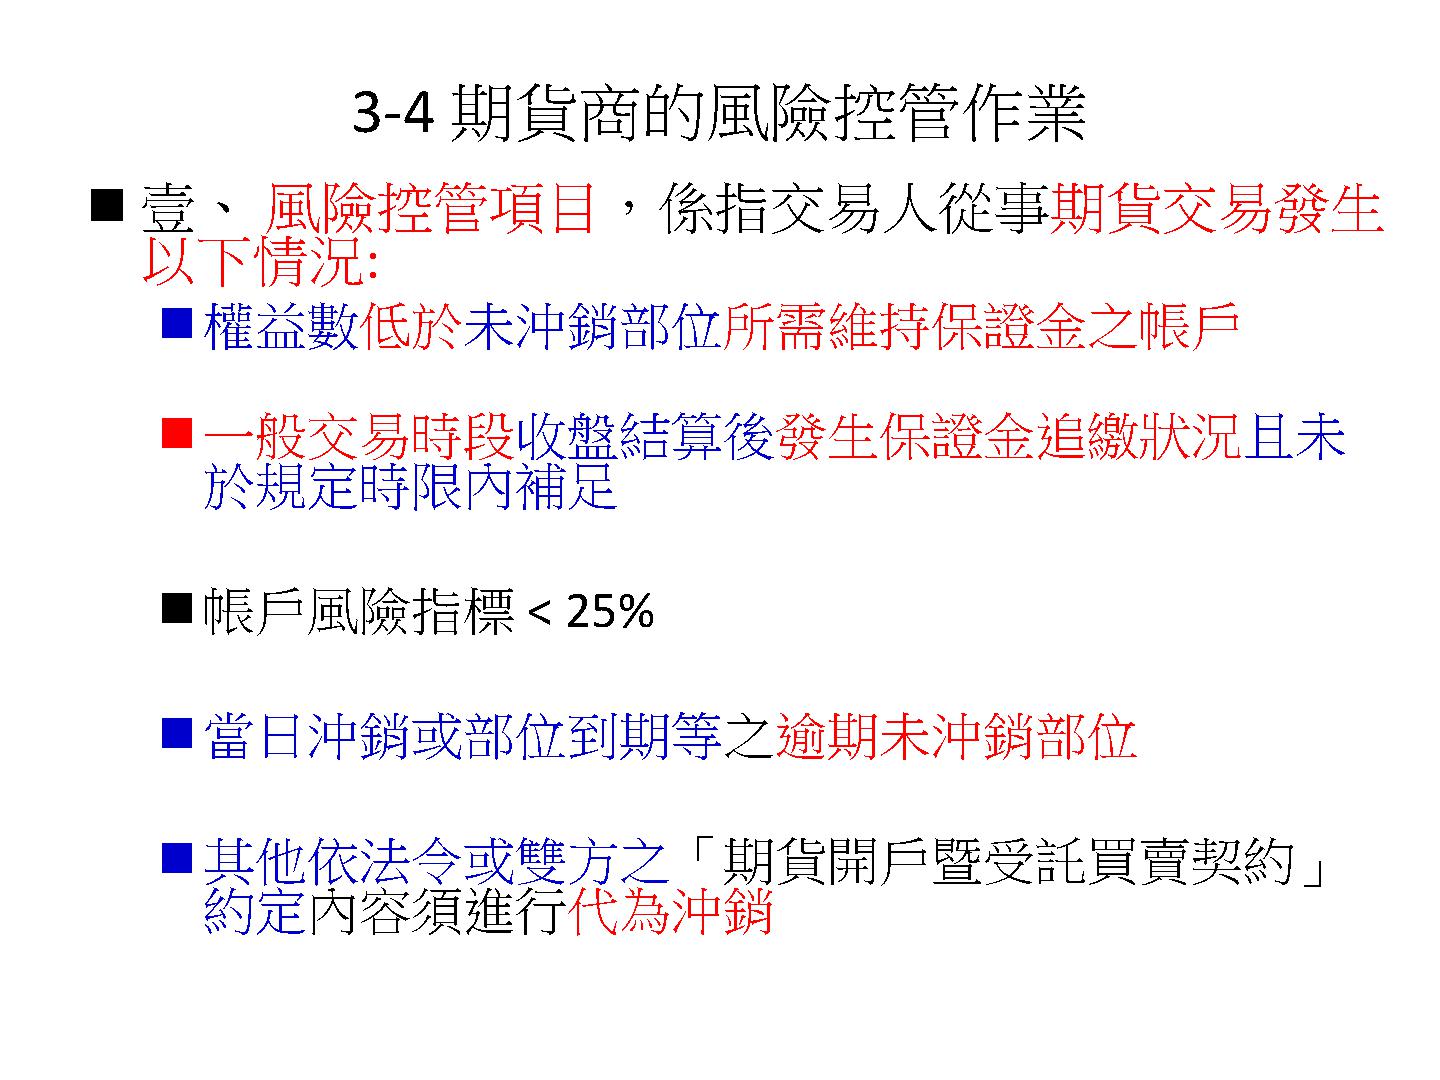 3-4 期貨商的風險控管作業
壹、 風險控管項目，係指交易人從事期貨交易發生
以下情況:
權益數低於未沖銷部位所需維持保證金之帳戶
一般交易時段收盤結算後發生保證金追繳狀況且未
於規定時限內補足
帳戶風險指標 < 25%
當日沖銷或部位到期等之逾期未沖銷部位
其他依法令或雙方之「期貨開戶暨受託買賣契約」
約定內容須進行代為沖銷